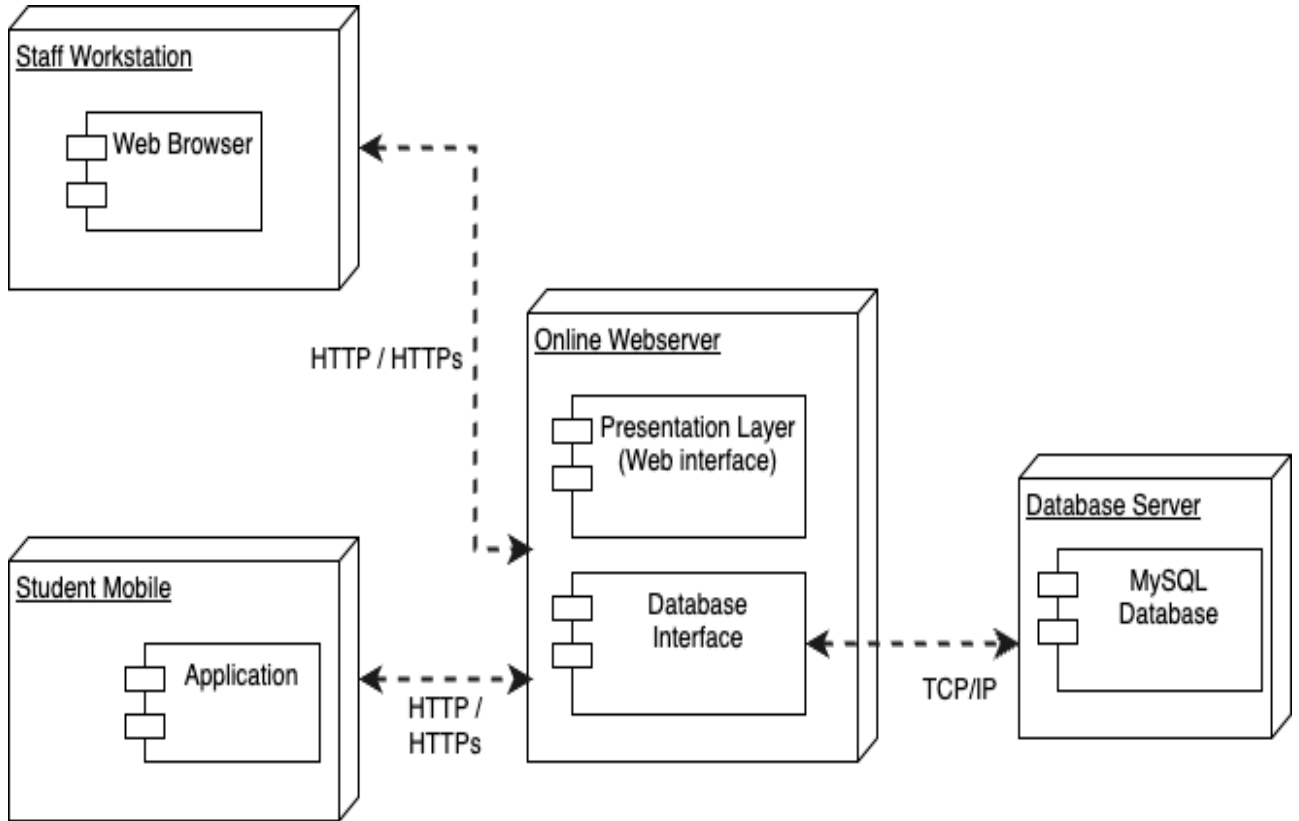 Staff Workstation
Web Browser
HTTP / HTTPs
Online Webserver
Presentation Layer
(Web interface)
Database Server
MySQL
Database
Student Mobile
Database
Interface
Application
TCP/IP
HTTP /
HTTPs